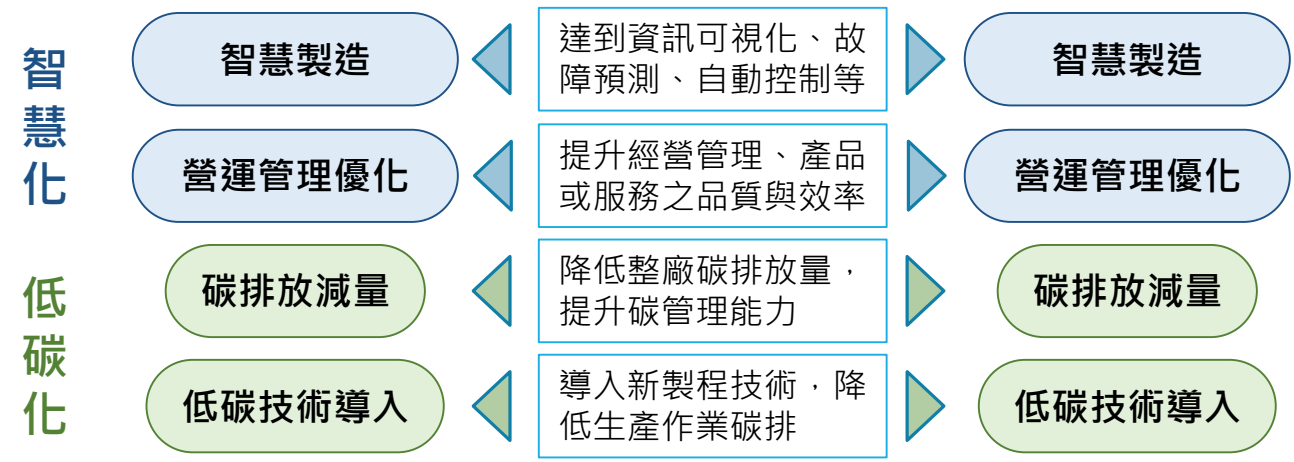 智慧化
智慧製造
達到資訊可視化、故
障預測、自動控制等
智慧製造
營運管理優化
提升經營管理、產品
或服務之品質與效率
營運管理優化
低碳化
碳排放減量
降低整廠碳排放量，
提升碳管理能力
碳排放減量
低碳技術導入
導入新製程技術，降
低生產作業碳排
低碳技術導入